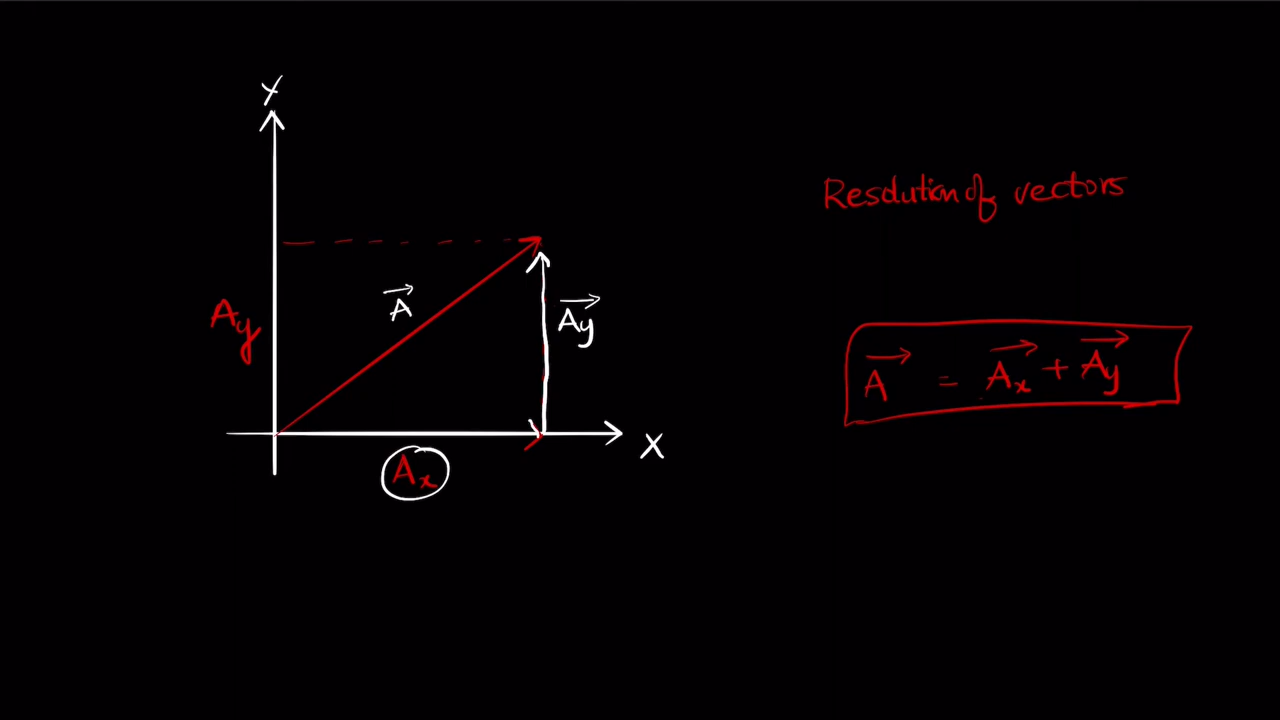 Y
Resolution of vectors
A⃗
A⃗y
Ay
A⃗ = A⃗x + A⃗y
X
Ax